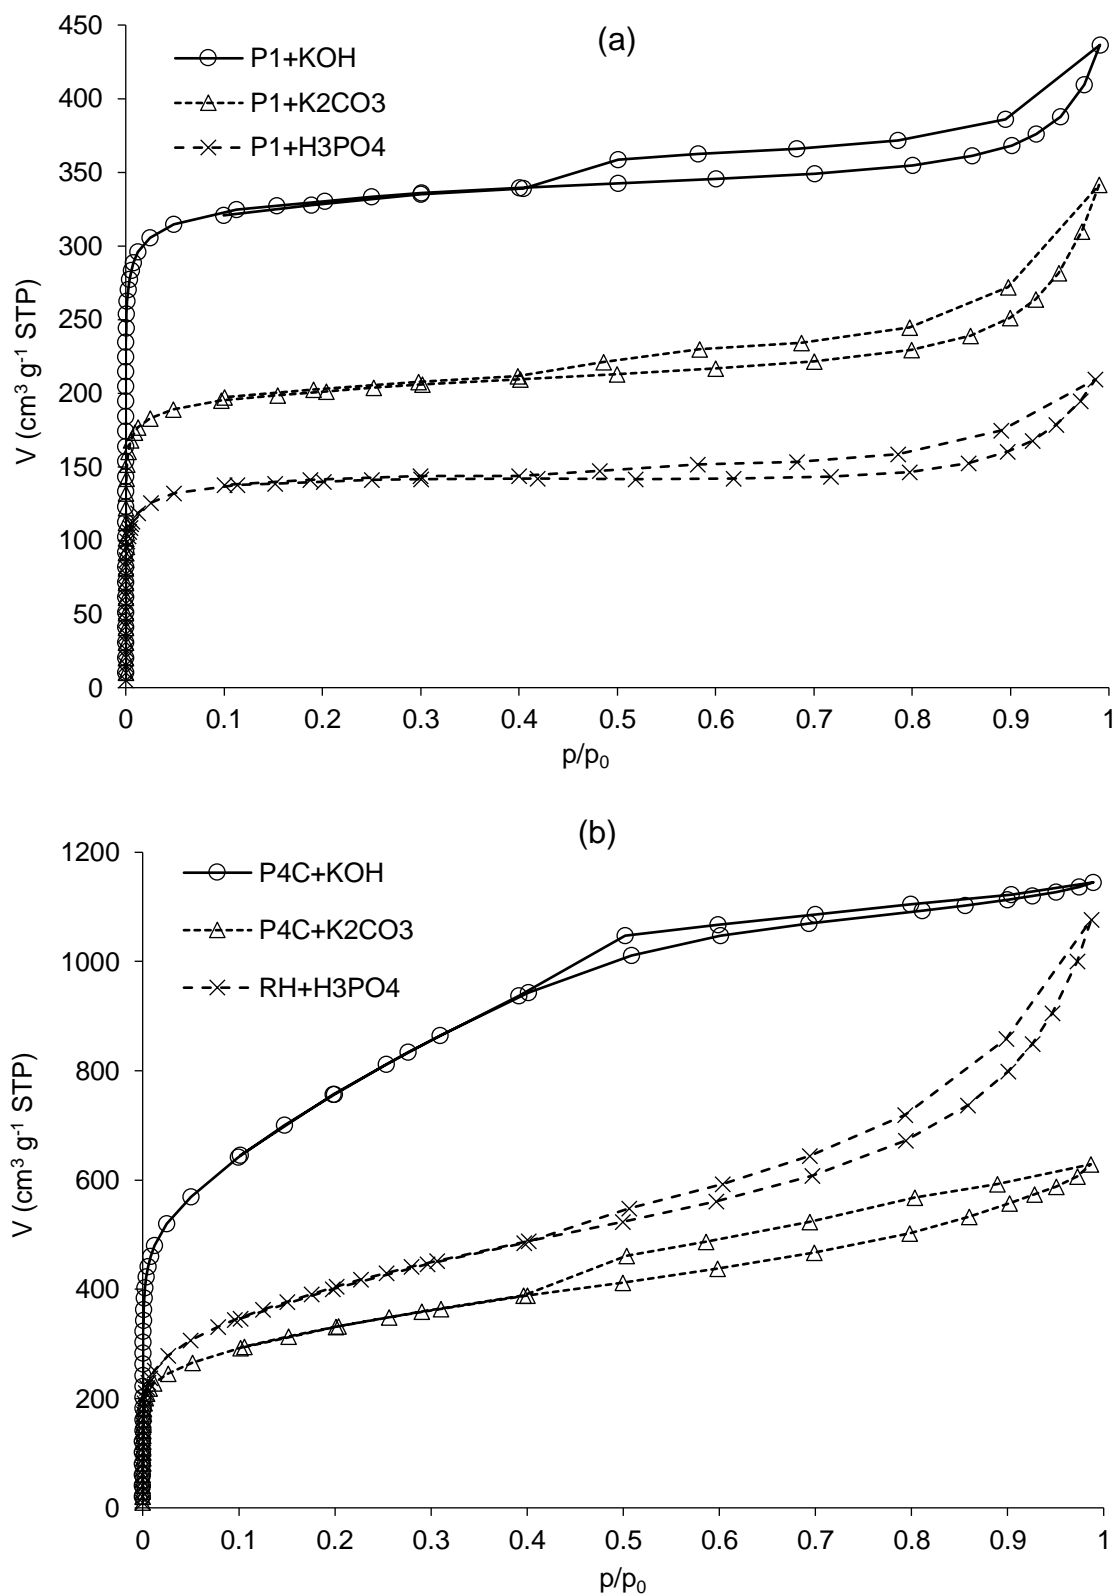 (a)
P1+KOH
P1+K2CO3
P1+H3PO4
V (cm³ g⁻¹ STP)
450
400
350
300
250
200
150
100
50
0
0 0.1 0.2 0.3 0.4 0.5 0.6 0.7 0.8 0.9 1
p/p₀
(b)
P4C+KOH
P4C+K2CO3
RH+H3PO4
V (cm³ g⁻¹ STP)
1200
1000
800
600
400
200
0
0 0.1 0.2 0.3 0.4 0.5 0.6 0.7 0.8 0.9 1
p/p₀